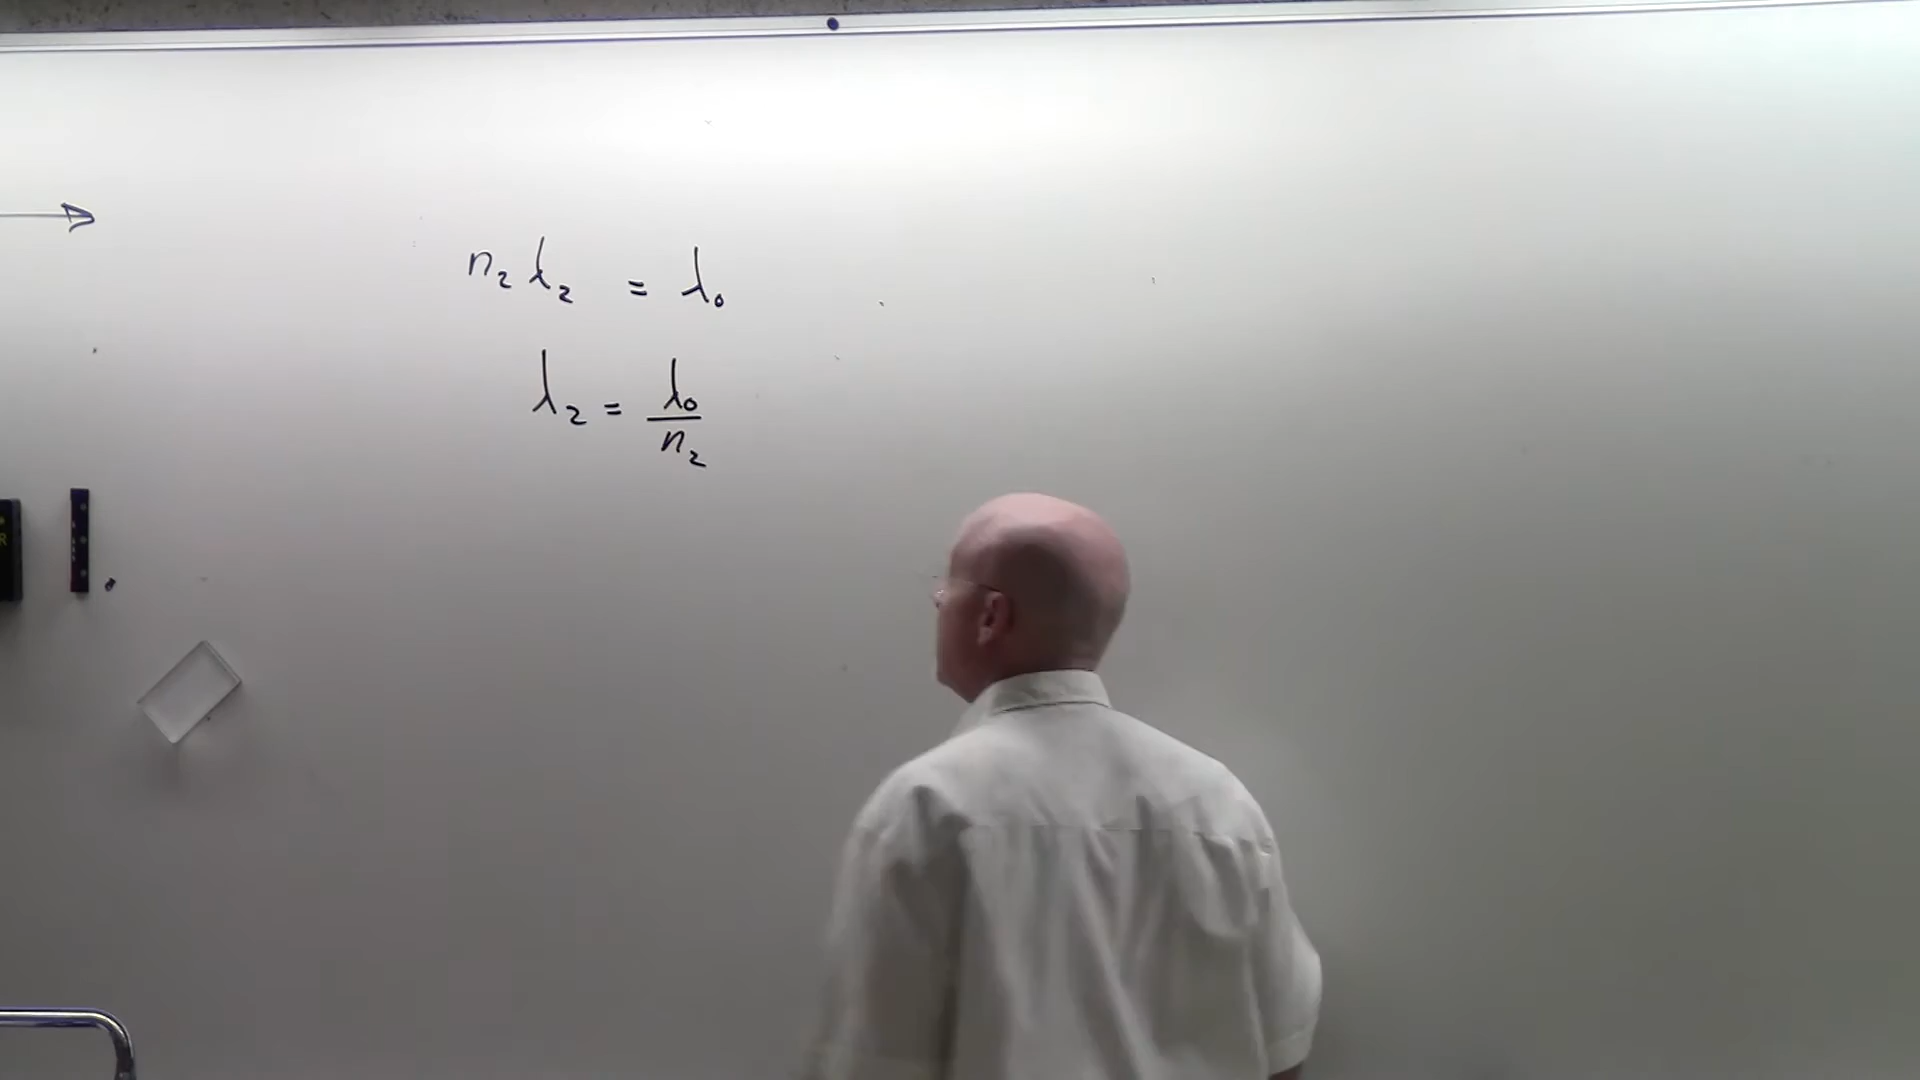 n₂ λ₂ = λ₀
λ₂ = λ₀ / n₂
R